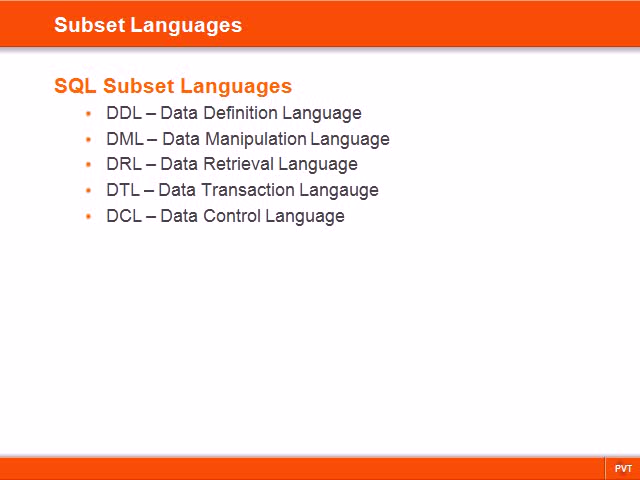 Subset Languages
SQL Subset Languages
• DDL – Data Definition Language
• DML – Data Manipulation Language
• DRL – Data Retrieval Language
• DTL – Data Transaction Langauge
• DCL – Data Control Language
PVT